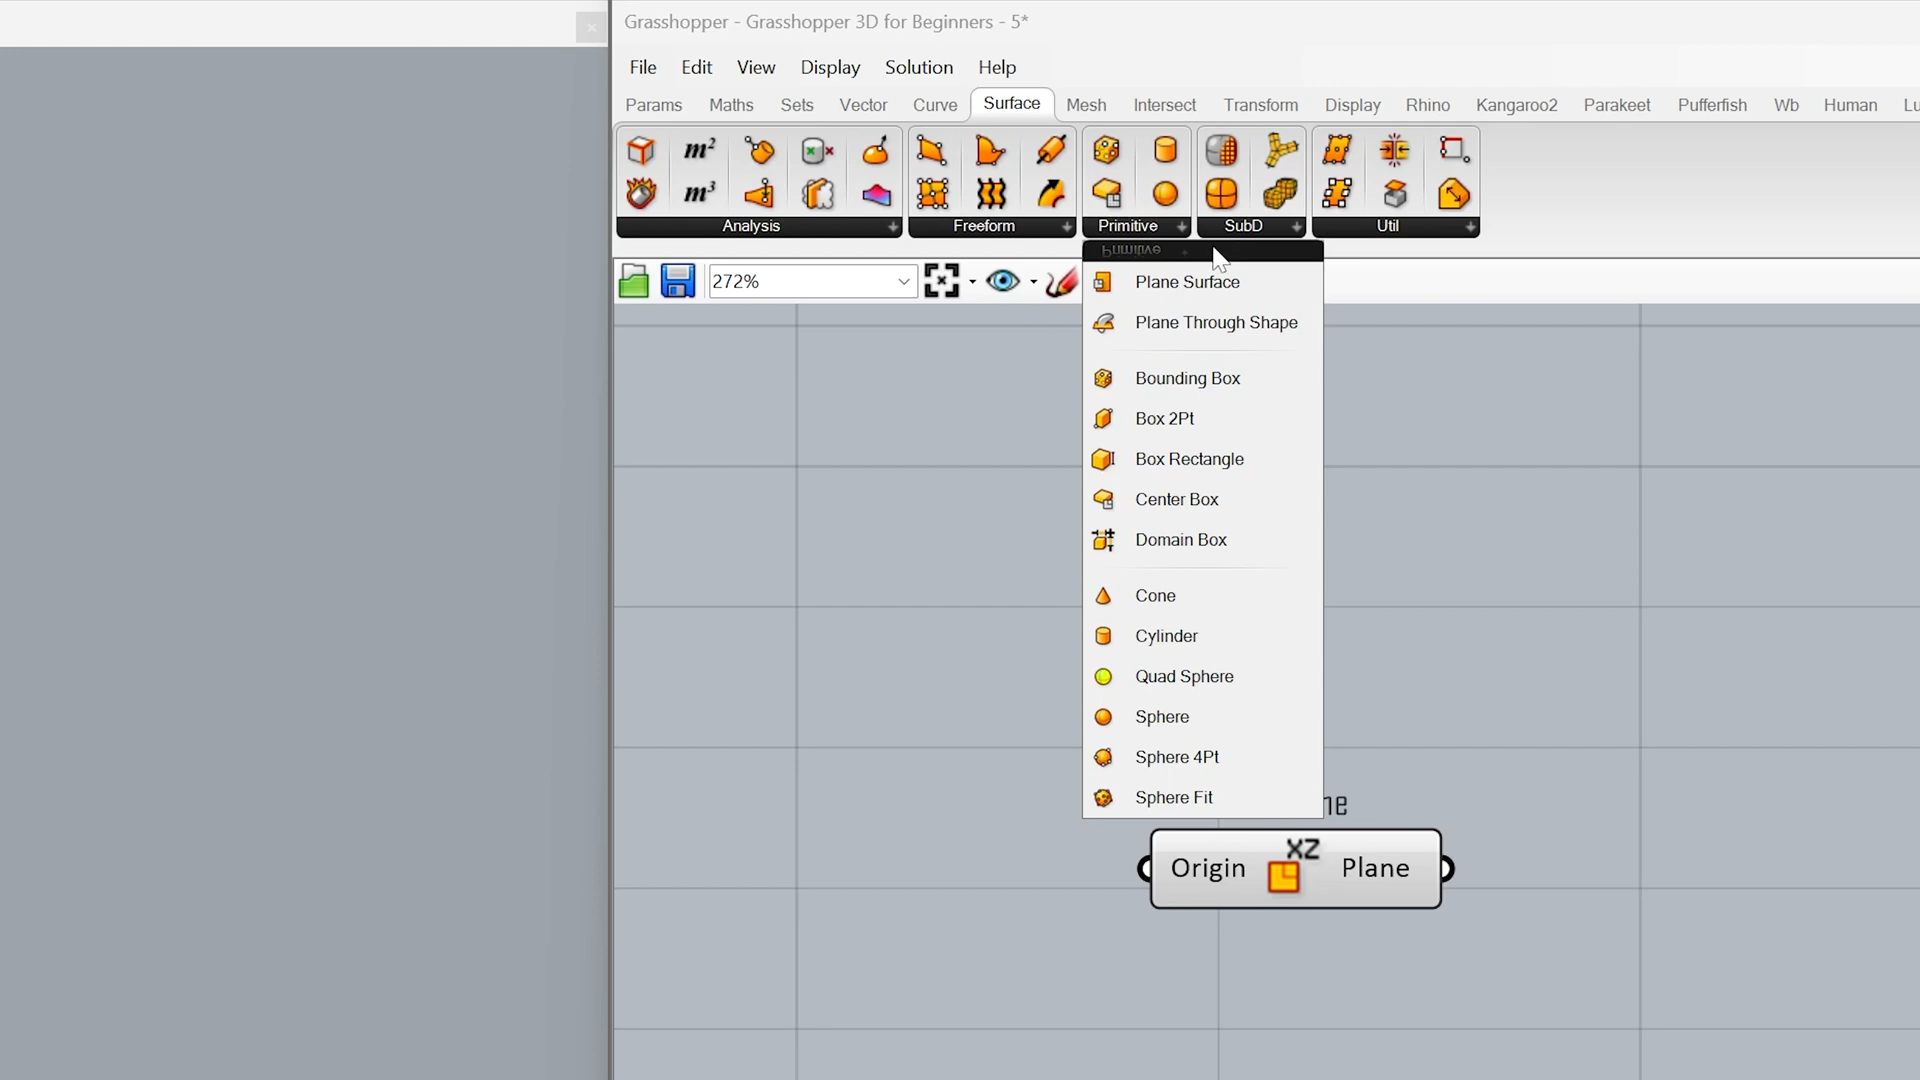 Grasshopper - Grasshopper 3D for Beginners - 5*
File Edit View Display Solution Help
Params Maths Sets Vector Curve Surface Mesh Intersect Transform Display Rhino Kangaroo2 Parakeet Pufferfish Wb Human Lu
m²
m³
Analysis Freeform Primitive SubD Util
Primitive
272%
Plane Surface
Plane Through Shape
Bounding Box
Box 2Pt
Box Rectangle
Center Box
Domain Box
Cone
Cylinder
Quad Sphere
Sphere
Sphere 4Pt
Sphere Fit
ne
Origin XZ Plane